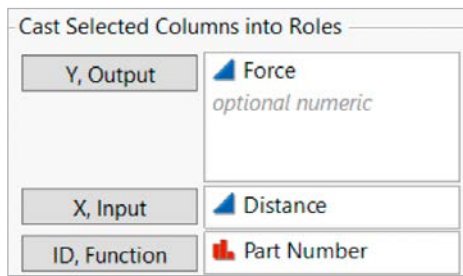 Cast Selected Columns into Roles
Y, Output
Force
optional numeric
X, Input
Distance
ID, Function
Part Number